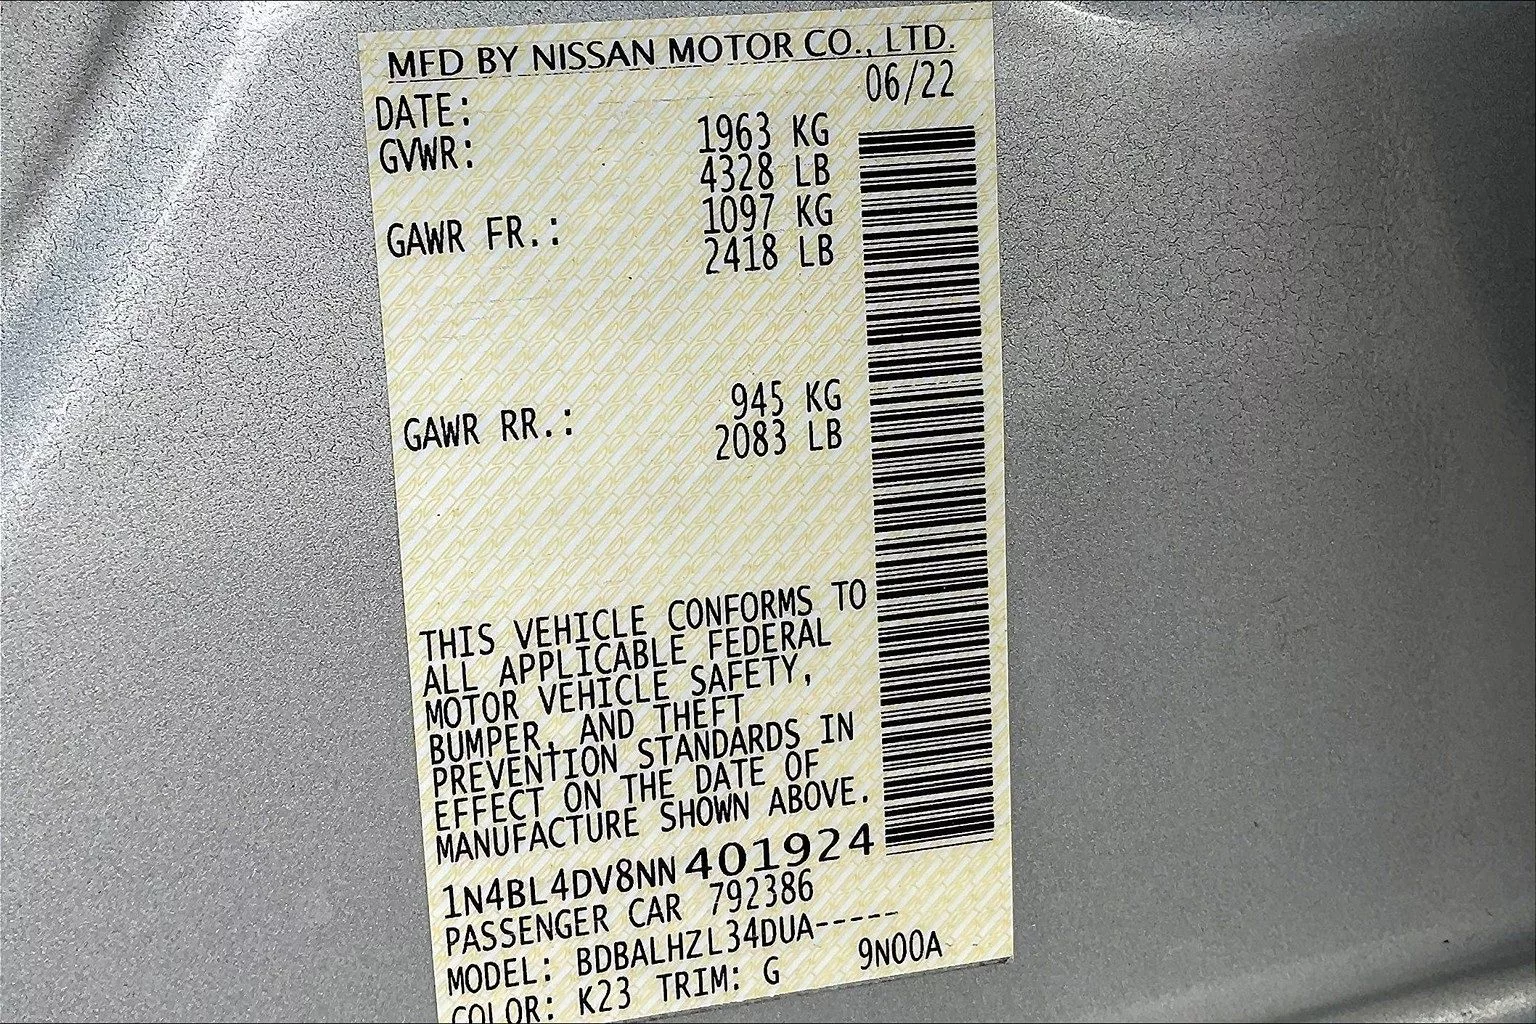 MFD BY NISSAN MOTOR CO., LTD.
DATE: 06/22
GVWR: 1963 KG
4328 LB
GAWR FR.: 1097 KG
2418 LB
GAWR RR.: 945 KG
2083 LB
THIS VEHICLE CONFORMS TO
ALL APPLICABLE FEDERAL
MOTOR VEHICLE SAFETY,
BUMPER, AND THEFT
PREVENTION STANDARDS IN
EFFECT ON THE DATE OF
MANUFACTURE SHOWN ABOVE.
1N4BL4DV8NN401924
PASSENGER CAR 792386
MODEL: BDBALHZL34DUA-----
COLOR: K23 TRIM: G 9N00A